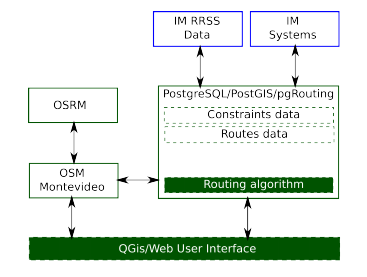 IM RRSS
Data
IM
Systems
OSRM
PostgreSQL/PostGIS/pgRouting
Constraints data
Routes data
OSM
Montevideo
Routing algorithm
QGis/Web User Interface